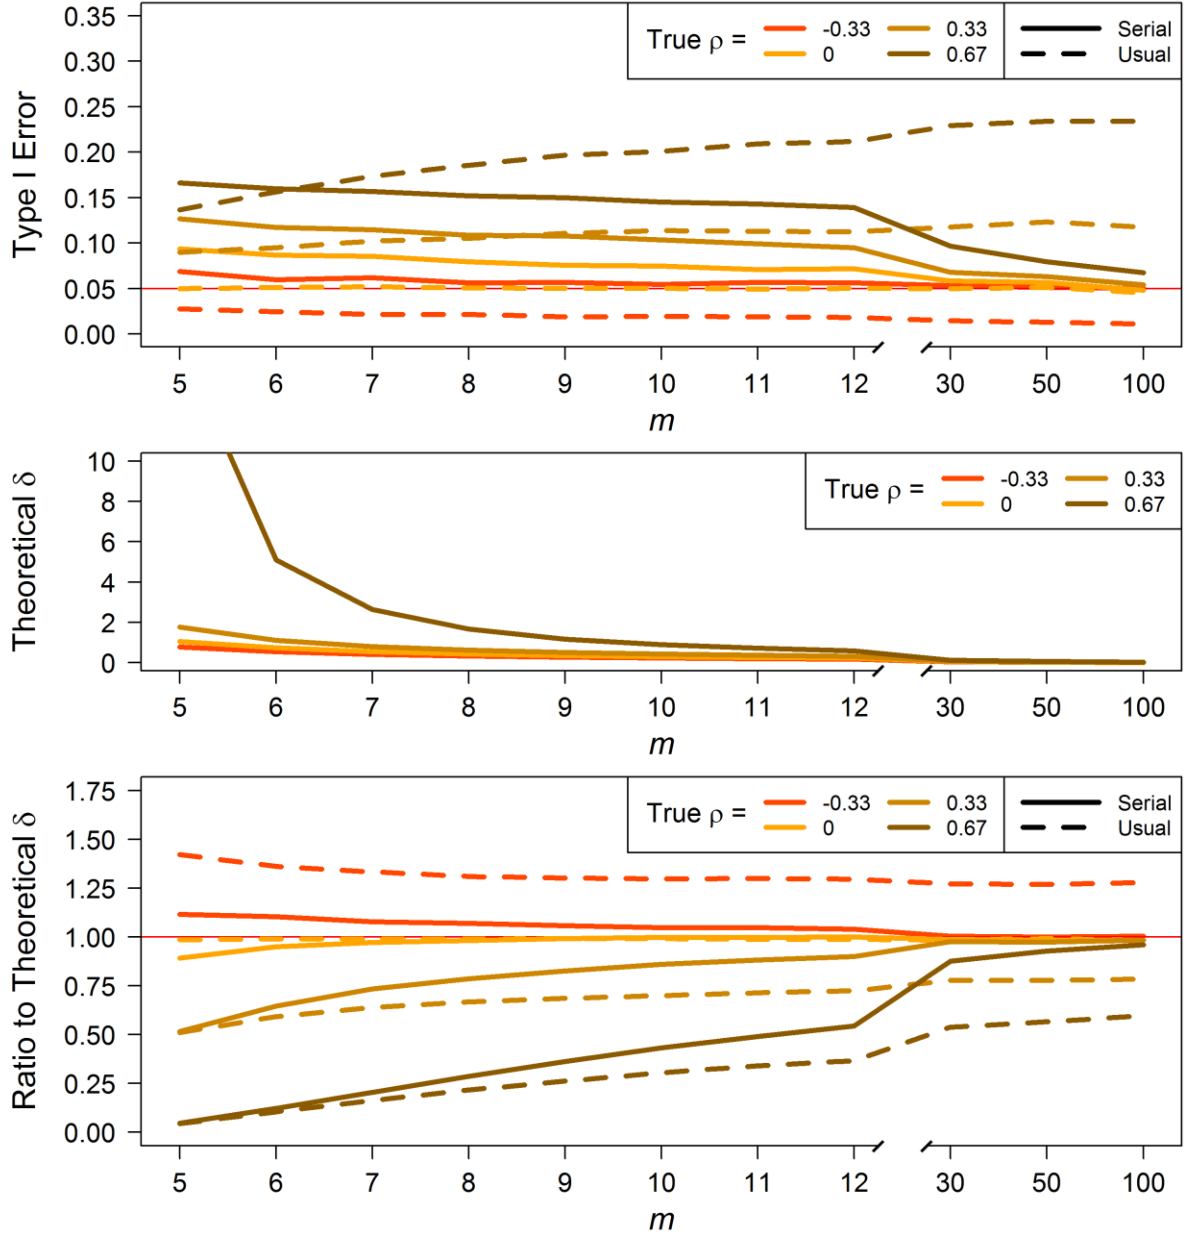 Type I Error
0.35
0.30
0.25
0.20
0.15
0.10
0.05
0.00
True ρ =
-0.33
0.33
0
0.67
Serial
Usual
5 6 7 8 9 10 11 12 30 50 100
m
Theoretical δ
10
8
6
4
2
0
True ρ =
-0.33
0.33
0
0.67
5 6 7 8 9 10 11 12 30 50 100
m
Ratio to Theoretical δ
1.75
1.50
1.25
1.00
0.75
0.50
0.25
0.00
True ρ =
-0.33
0.33
0
0.67
Serial
Usual
5 6 7 8 9 10 11 12 30 50 100
m